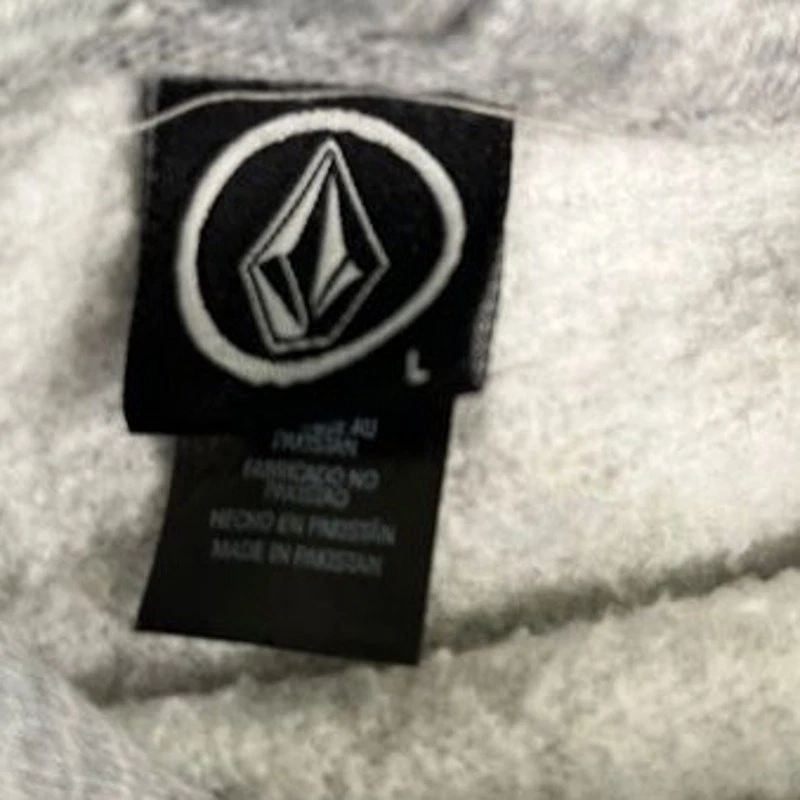 L
AU
PAKISTAN
FABRICADO NO
PAQUISTÃO
HECHO EN PAKISTÁN
MADE IN PAKISTAN